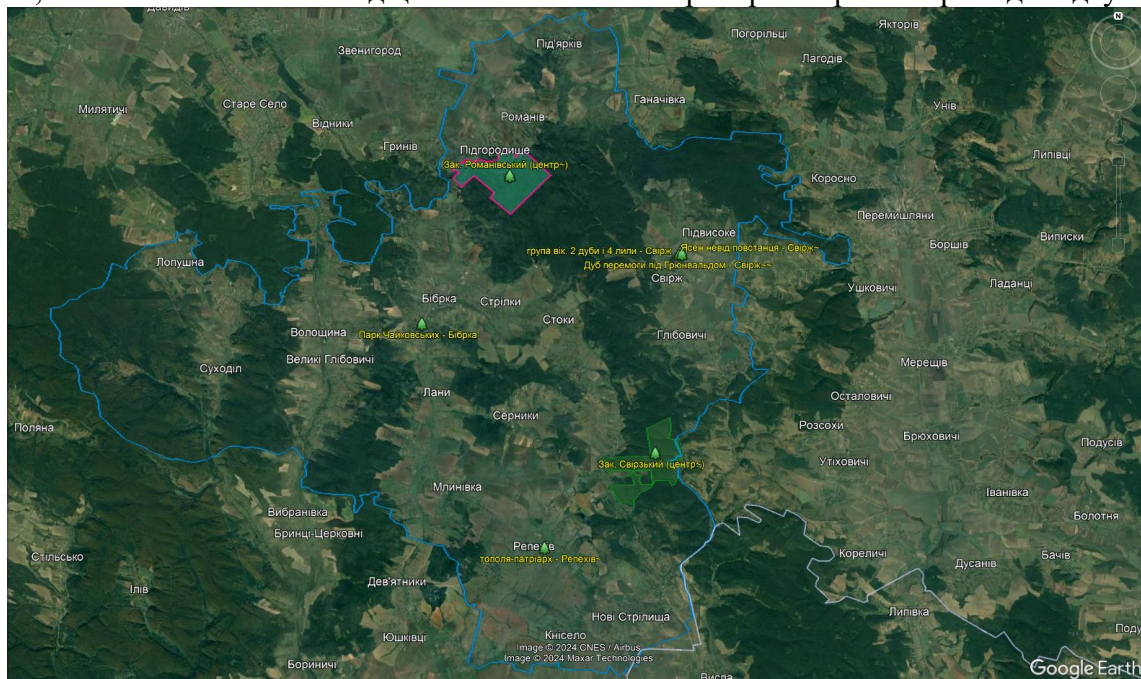 Давидів
Під'ярків
Погорільці
Якторів
Звенигород
Лагодів
N
Старе Село
Ганачівка
Милятичі
Унів
Романів
Відники
Гринів
Підгородище
Липівці
Зак. Романівський (центр~)
Коросно
Перемишляни
Підвисоке
Виписки
Боршів
група вік. 2 дуби і 4 липи - Свірж
Ясен невід повстанця - Свірж~
Лопушна
Дуб перемоги під Грюнвальдом - Свірж~~
Свірж
Ладанці
Ушковичі
Бібрка
Стрілки
Стоки
Волощина
Парк Чайковських - Бібрка
Глібовичі
Великі Глібовичі
Мерещів
Суходіл
Лани
Осталовичі
Серники
Поляна
Розсохи
Брюховичі
Подусів
Зак. Свірзький (центр~)
Утіховичі
Млинівка
Іванівка
Вибранівка
Болотня
Бринці-Церковні
Репехів
Стільсько
Кореличі
Бачів
тополя-патріарх - Репехів~
Дусанів
Ілів
Дев'ятники
Липівка
Нові Стрілища
Юшківці
Кнісело
Image © 2024 CNES / Airbus
Image © 2024 Maxar Technologies
Бориничі
Висла
Google Earth